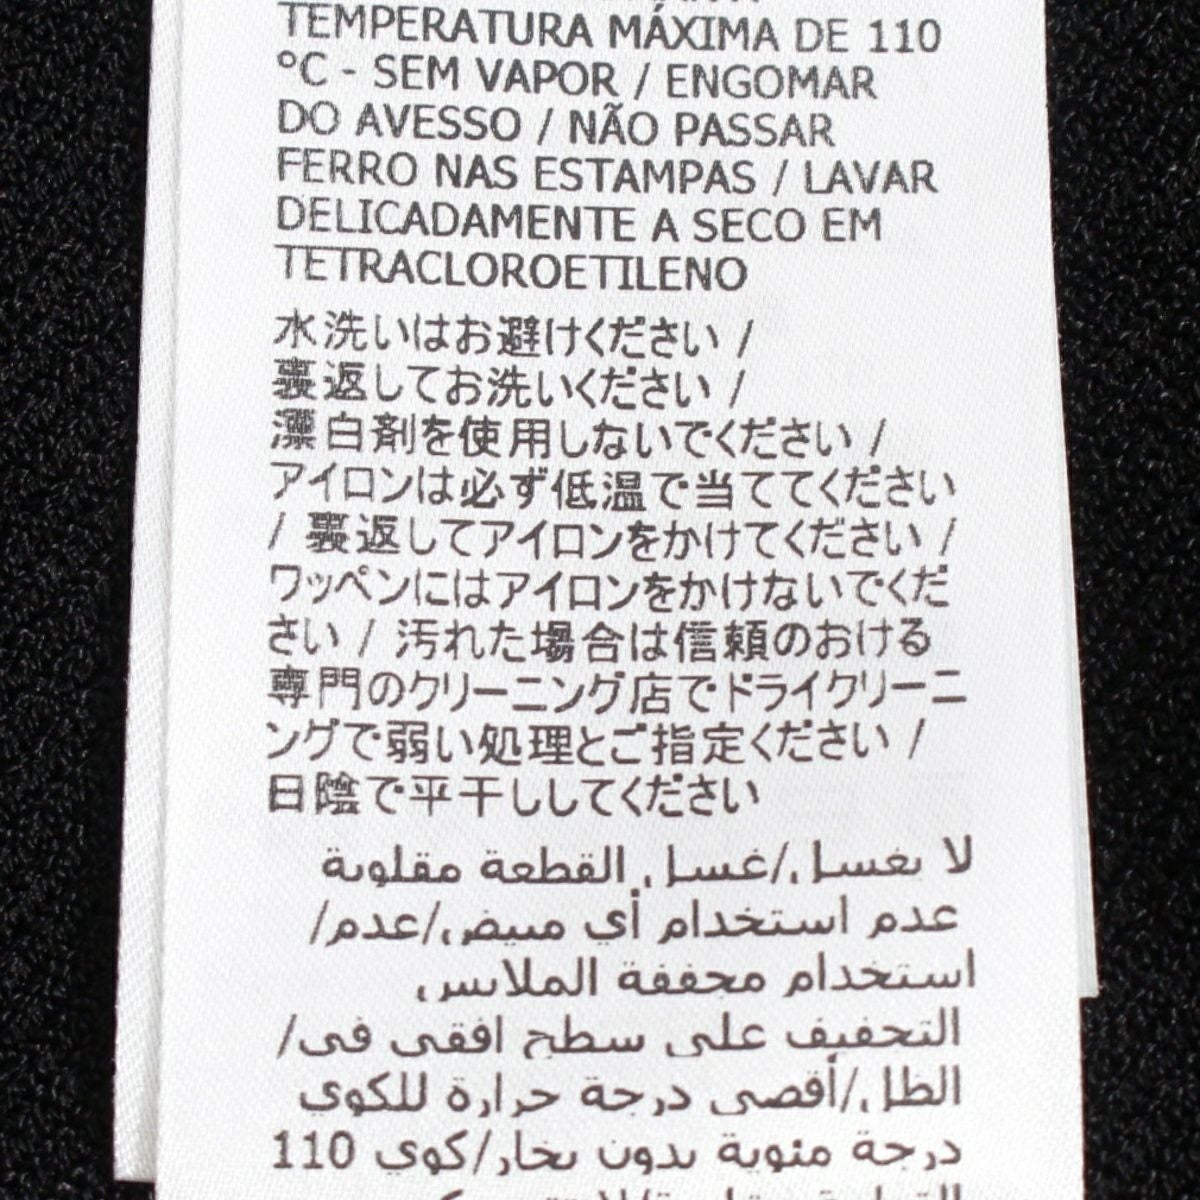 TEMPERATURA MÁXIMA DE 110
°C - SEM VAPOR / ENGOMAR
DO AVESSO / NÃO PASSAR
FERRO NAS ESTAMPAS / LAVAR
DELICADAMENTE A SECO EM
TETRACLOROETILENO
水洗いはお避けください /
裏返してお洗いください /
漂白剤を使用しないでください /
アイロンは必ず低温で当ててください
/ 裏返してアイロンをかけてください /
ワッペンにはアイロンをかけないでくだ
さい / 汚れた場合は信頼のおける
専門のクリーニング店でドライクリーニ
ングで弱い処理とご指定ください /
日陰で平干ししてください
لا يغسل/غسل القطعة مقلوبة
عدم استخدام أي مبيض/عدم/
استخدام مجففة الملابس
التجفيف على سطح افقي في/
الظل/أقصى درجة حرارة للكوي
110 درجة مئوية بدون بخار/كوي